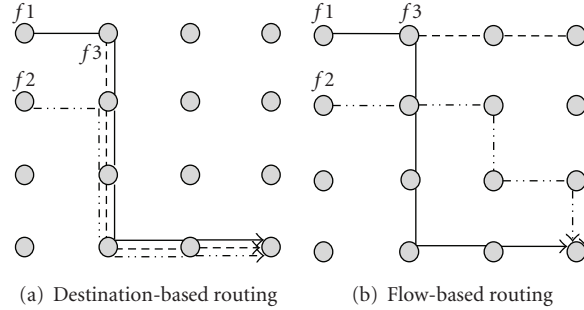 f1
f3
f2
(a) Destination-based routing
f1
f3
f2
(b) Flow-based routing